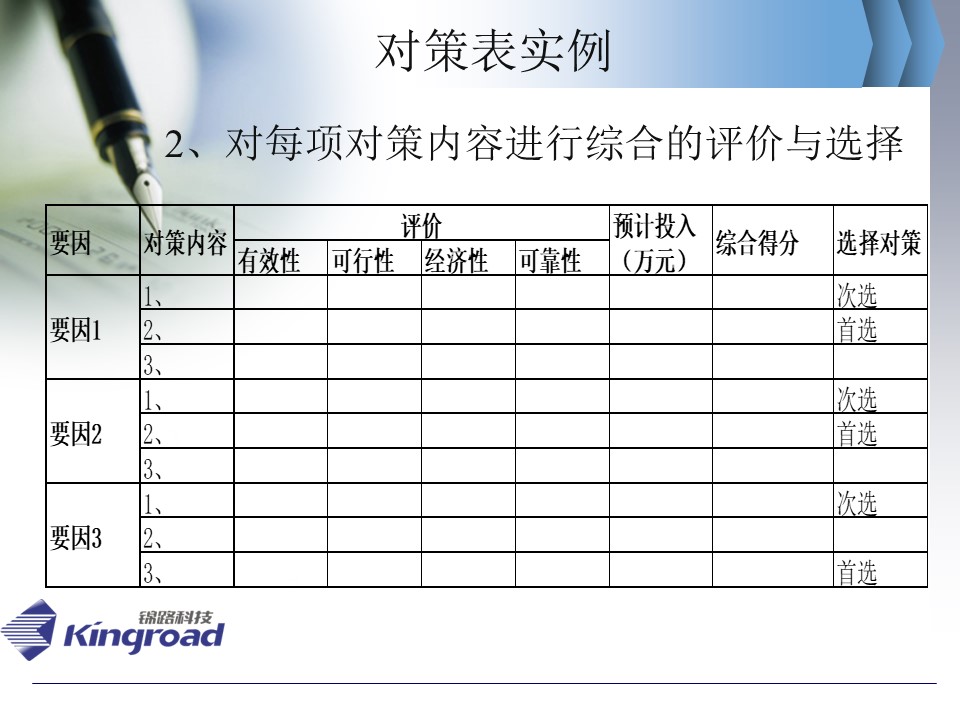 对策表实例
2、对每项对策内容进行综合的评价与选择
要因 对策内容 评价 预计投入（万元） 综合得分 选择对策
有效性 可行性 经济性 可靠性
要因1 1、 次选
2、 首选
3、
要因2 1、 次选
2、 首选
3、
要因3 1、 次选
2、
3、 首选
锦路科技
Kingroad